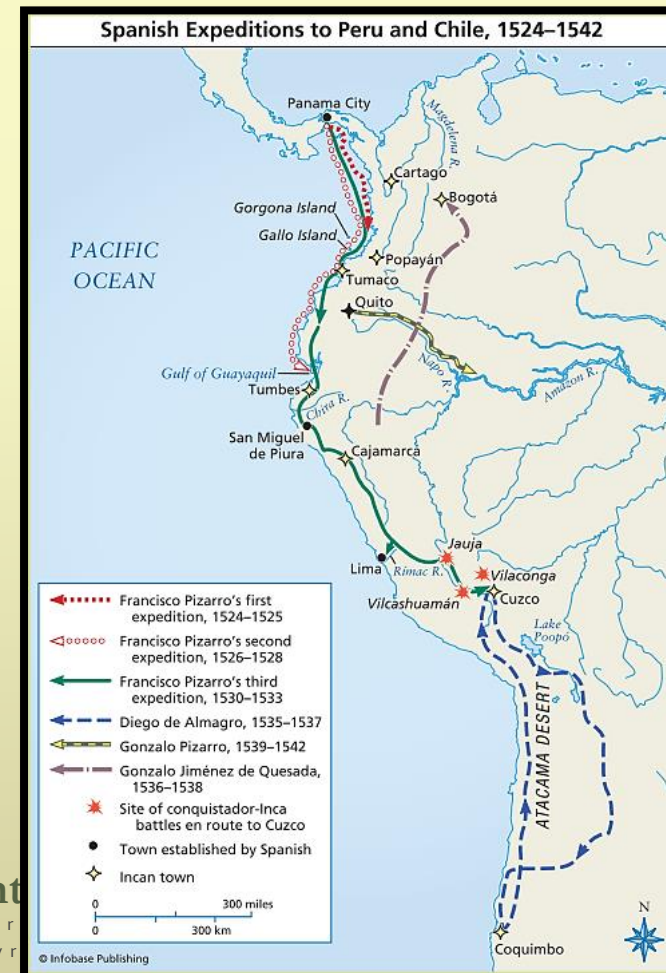 Spanish Expeditions to Peru and Chile, 1524–1542
Panama City
Magdelena R.
Cartago
Bogotá
Gorgona Island
Gallo Island
PACIFIC
OCEAN
Popayán
Tumaco
Quito
Napo R.
Amazon R.
Gulf of Guayaquil
Tumbes
Chira R.
San Miguel
de Piura
Cajamarca
Jauja
Lima
Rímac R.
Vilaconga
Vilcashuamán
Cuzco
Lake
Poopó
ATACAMA DESERT
Coquimbo
N
Francisco Pizarro's first
expedition, 1524–1525
Francisco Pizarro's second
expedition, 1526–1528
Francisco Pizarro's third
expedition, 1530–1533
Diego de Almagro, 1535–1537
Gonzalo Pizarro, 1539–1542
Gonzalo Jiménez de Quesada,
1536–1538
Site of conquistador-Inca
battles en route to Cuzco
Town established by Spanish
Incan town
0 300 miles
0 300 km
© Infobase Publishing